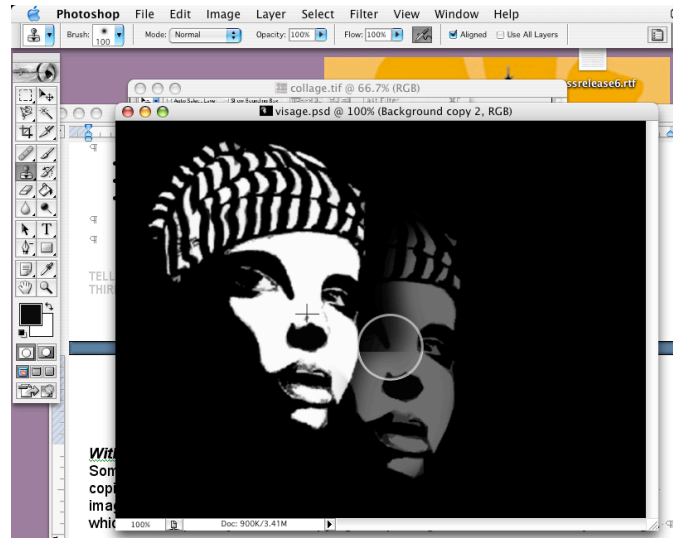 Photoshop File Edit Image Layer Select Filter View Window Help
Brush: 100 Mode: Normal Opacity: 100% Flow: 100% Aligned Use All Layers
ssrelease6.rtf
collage.tif @ 66.7% (RGB)
visage.psd @ 100% (Background copy 2, RGB)
T
TELL
THIR
With
Som
copi
imag
whic
100% Doc: 900K/3.41M